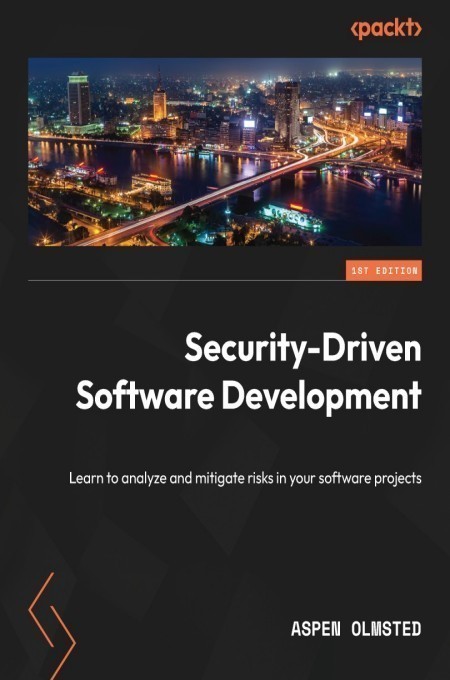 <packt>
1ST EDITION
Security-Driven
Software Development
Learn to analyze and mitigate risks in your software projects
ASPEN OLMSTED